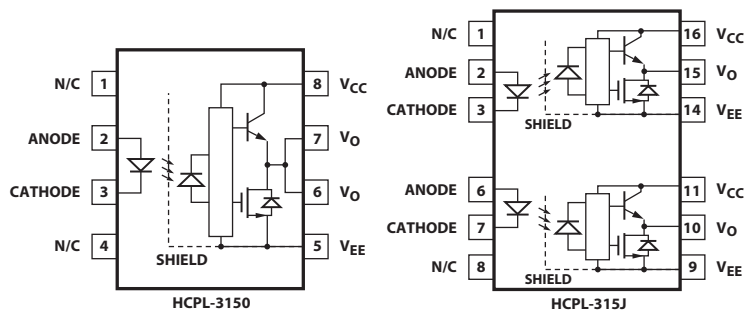 N/C 1
8 VCC
ANODE 2
7 VO
CATHODE 3
6 VO
N/C 4
5 VEE
SHIELD
HCPL-3150
N/C 1
16 VCC
ANODE 2
15 VO
CATHODE 3
14 VEE
SHIELD
ANODE 6
11 VCC
CATHODE 7
10 VO
N/C 8
9 VEE
SHIELD
HCPL-315J